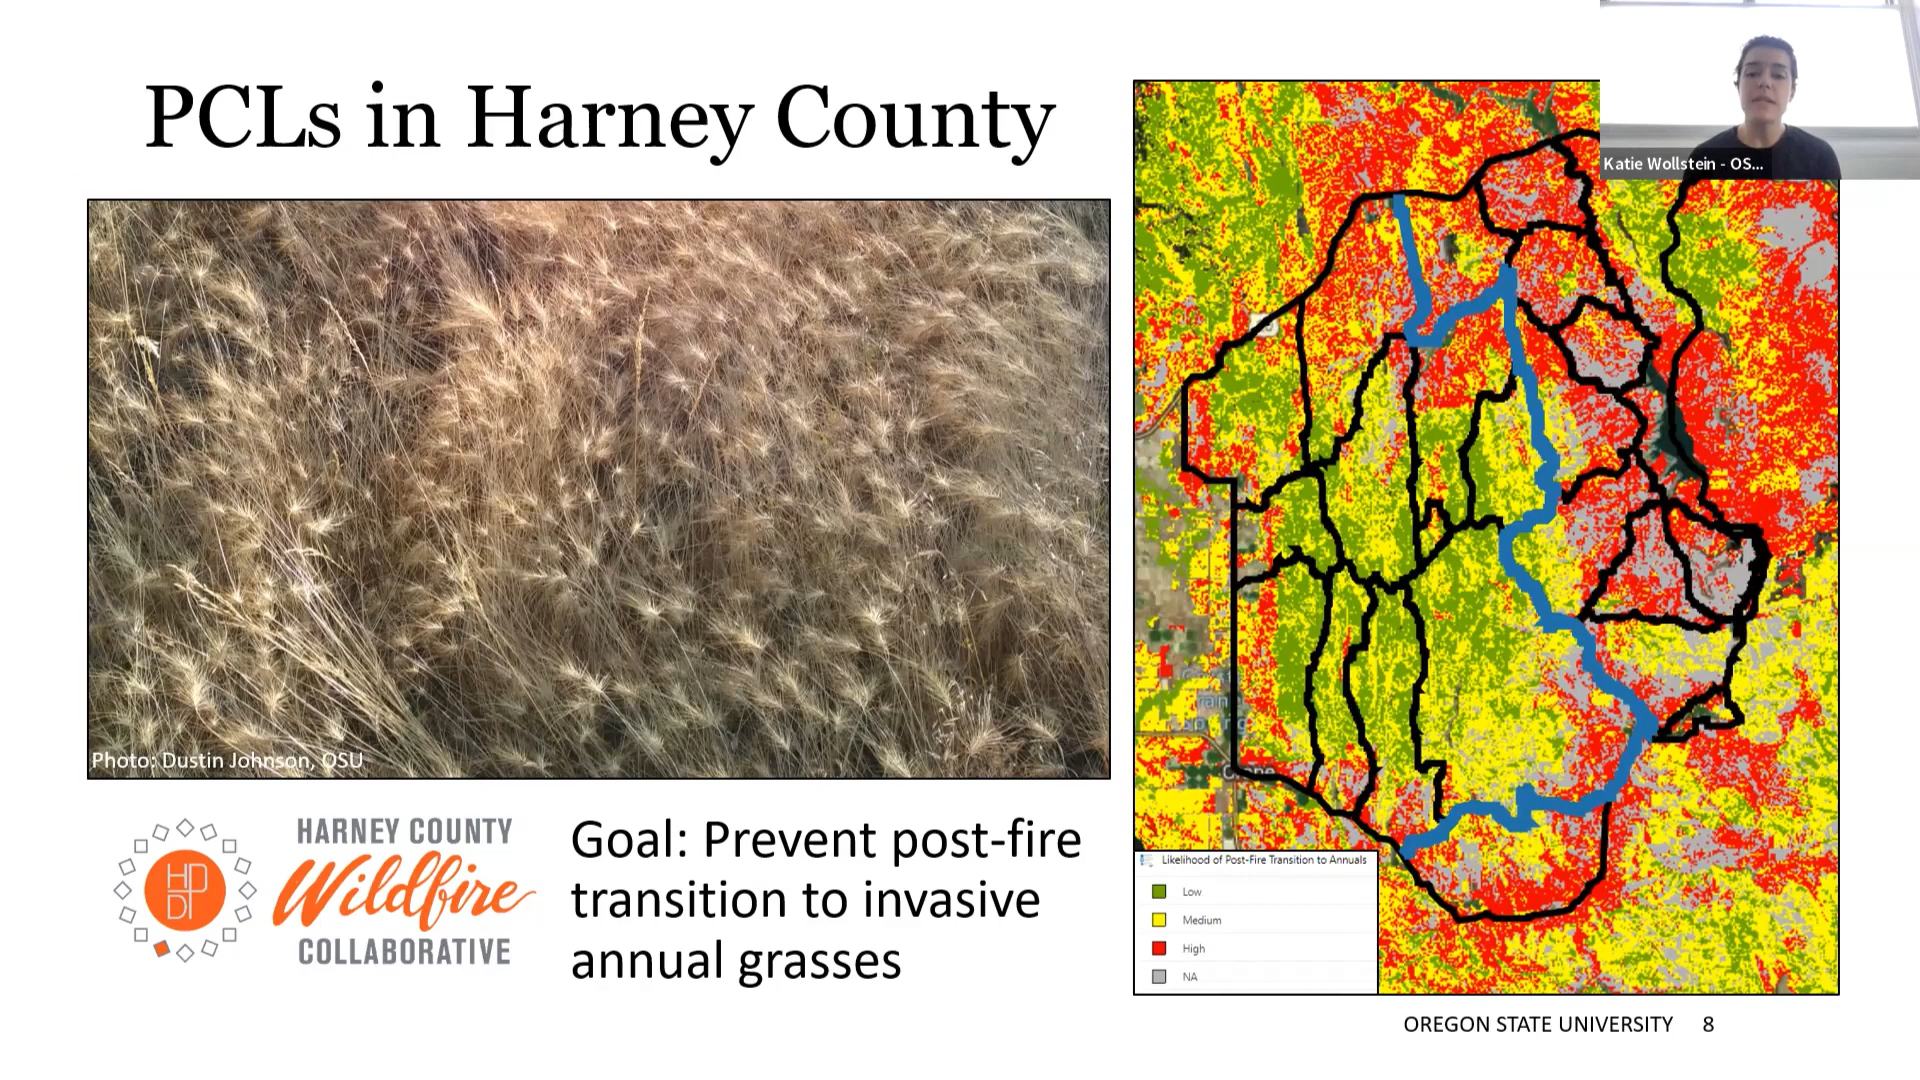 PCLs in Harney County
Katie Wollstein - OS...
Photo: Dustin Johnson, OSU
HPDT
HARNEY COUNTY
Wildfire
COLLABORATIVE
Goal: Prevent post-fire
transition to invasive
annual grasses
Likelihood of Post-Fire Transition to Annuals
Low
Medium
High
NA
OREGON STATE UNIVERSITY 8